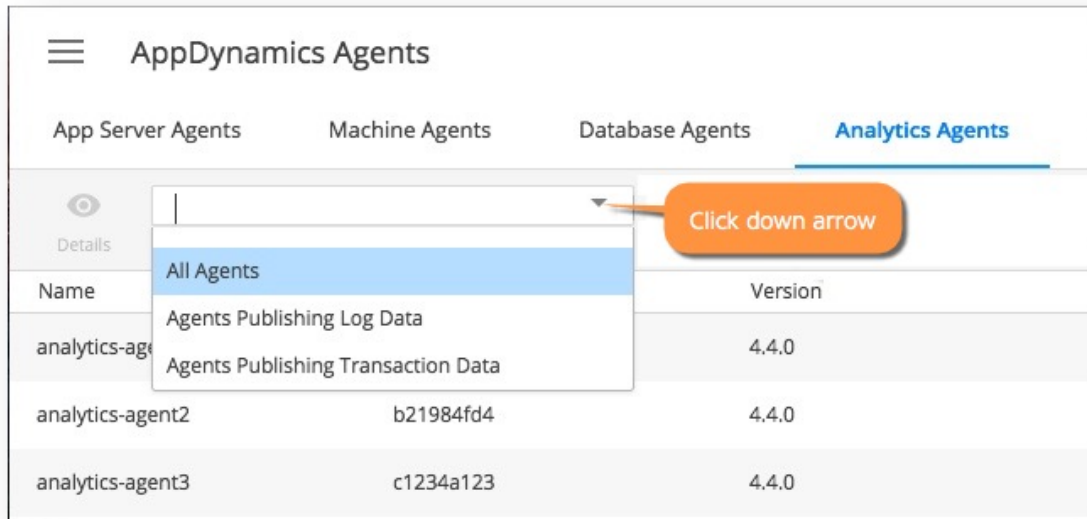 AppDynamics Agents
App Server Agents Machine Agents Database Agents Analytics Agents
Click down arrow
Details
All Agents
Name Version
Agents Publishing Log Data
4.4.0
Agents Publishing Transaction Data
analytics-agent2 b21984fd4 4.4.0
analytics-agent3 c1234a123 4.4.0